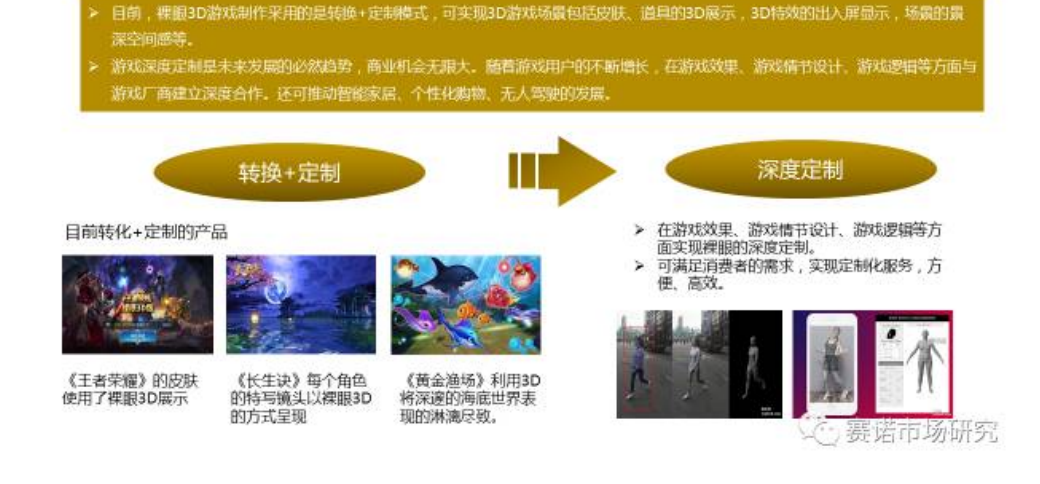 ➢ 目前，裸眼3D游戏制作采用的是转换+定制模式，可实现3D游戏场景包括皮肤、道具的3D展示，3D特效的出入屏显示，场景的景
深空间感等。
➢ 游戏深度定制是未来发展的必然趋势，商业机会无限大。随着游戏用户的不断增长，在游戏效果、游戏情节设计、游戏逻辑等方面与
游戏厂商建立深度合作。还可推动智能家居、个性化购物、无人驾驶的发展。
转换+定制
深度定制
目前转化+定制的产品
《王者荣耀》的皮肤
使用了裸眼3D展示
《长生诀》每个角色
的特写镜头以裸眼3D
的方式呈现
《黄金渔场》利用3D
将深邃的海底世界表
现的淋漓尽致。
➢ 在游戏效果、游戏情节设计、游戏逻辑等方
面实现裸眼的深度定制。
➢ 可满足消费者的需求，实现定制化服务，方
便、高效。
赛诺市场研究